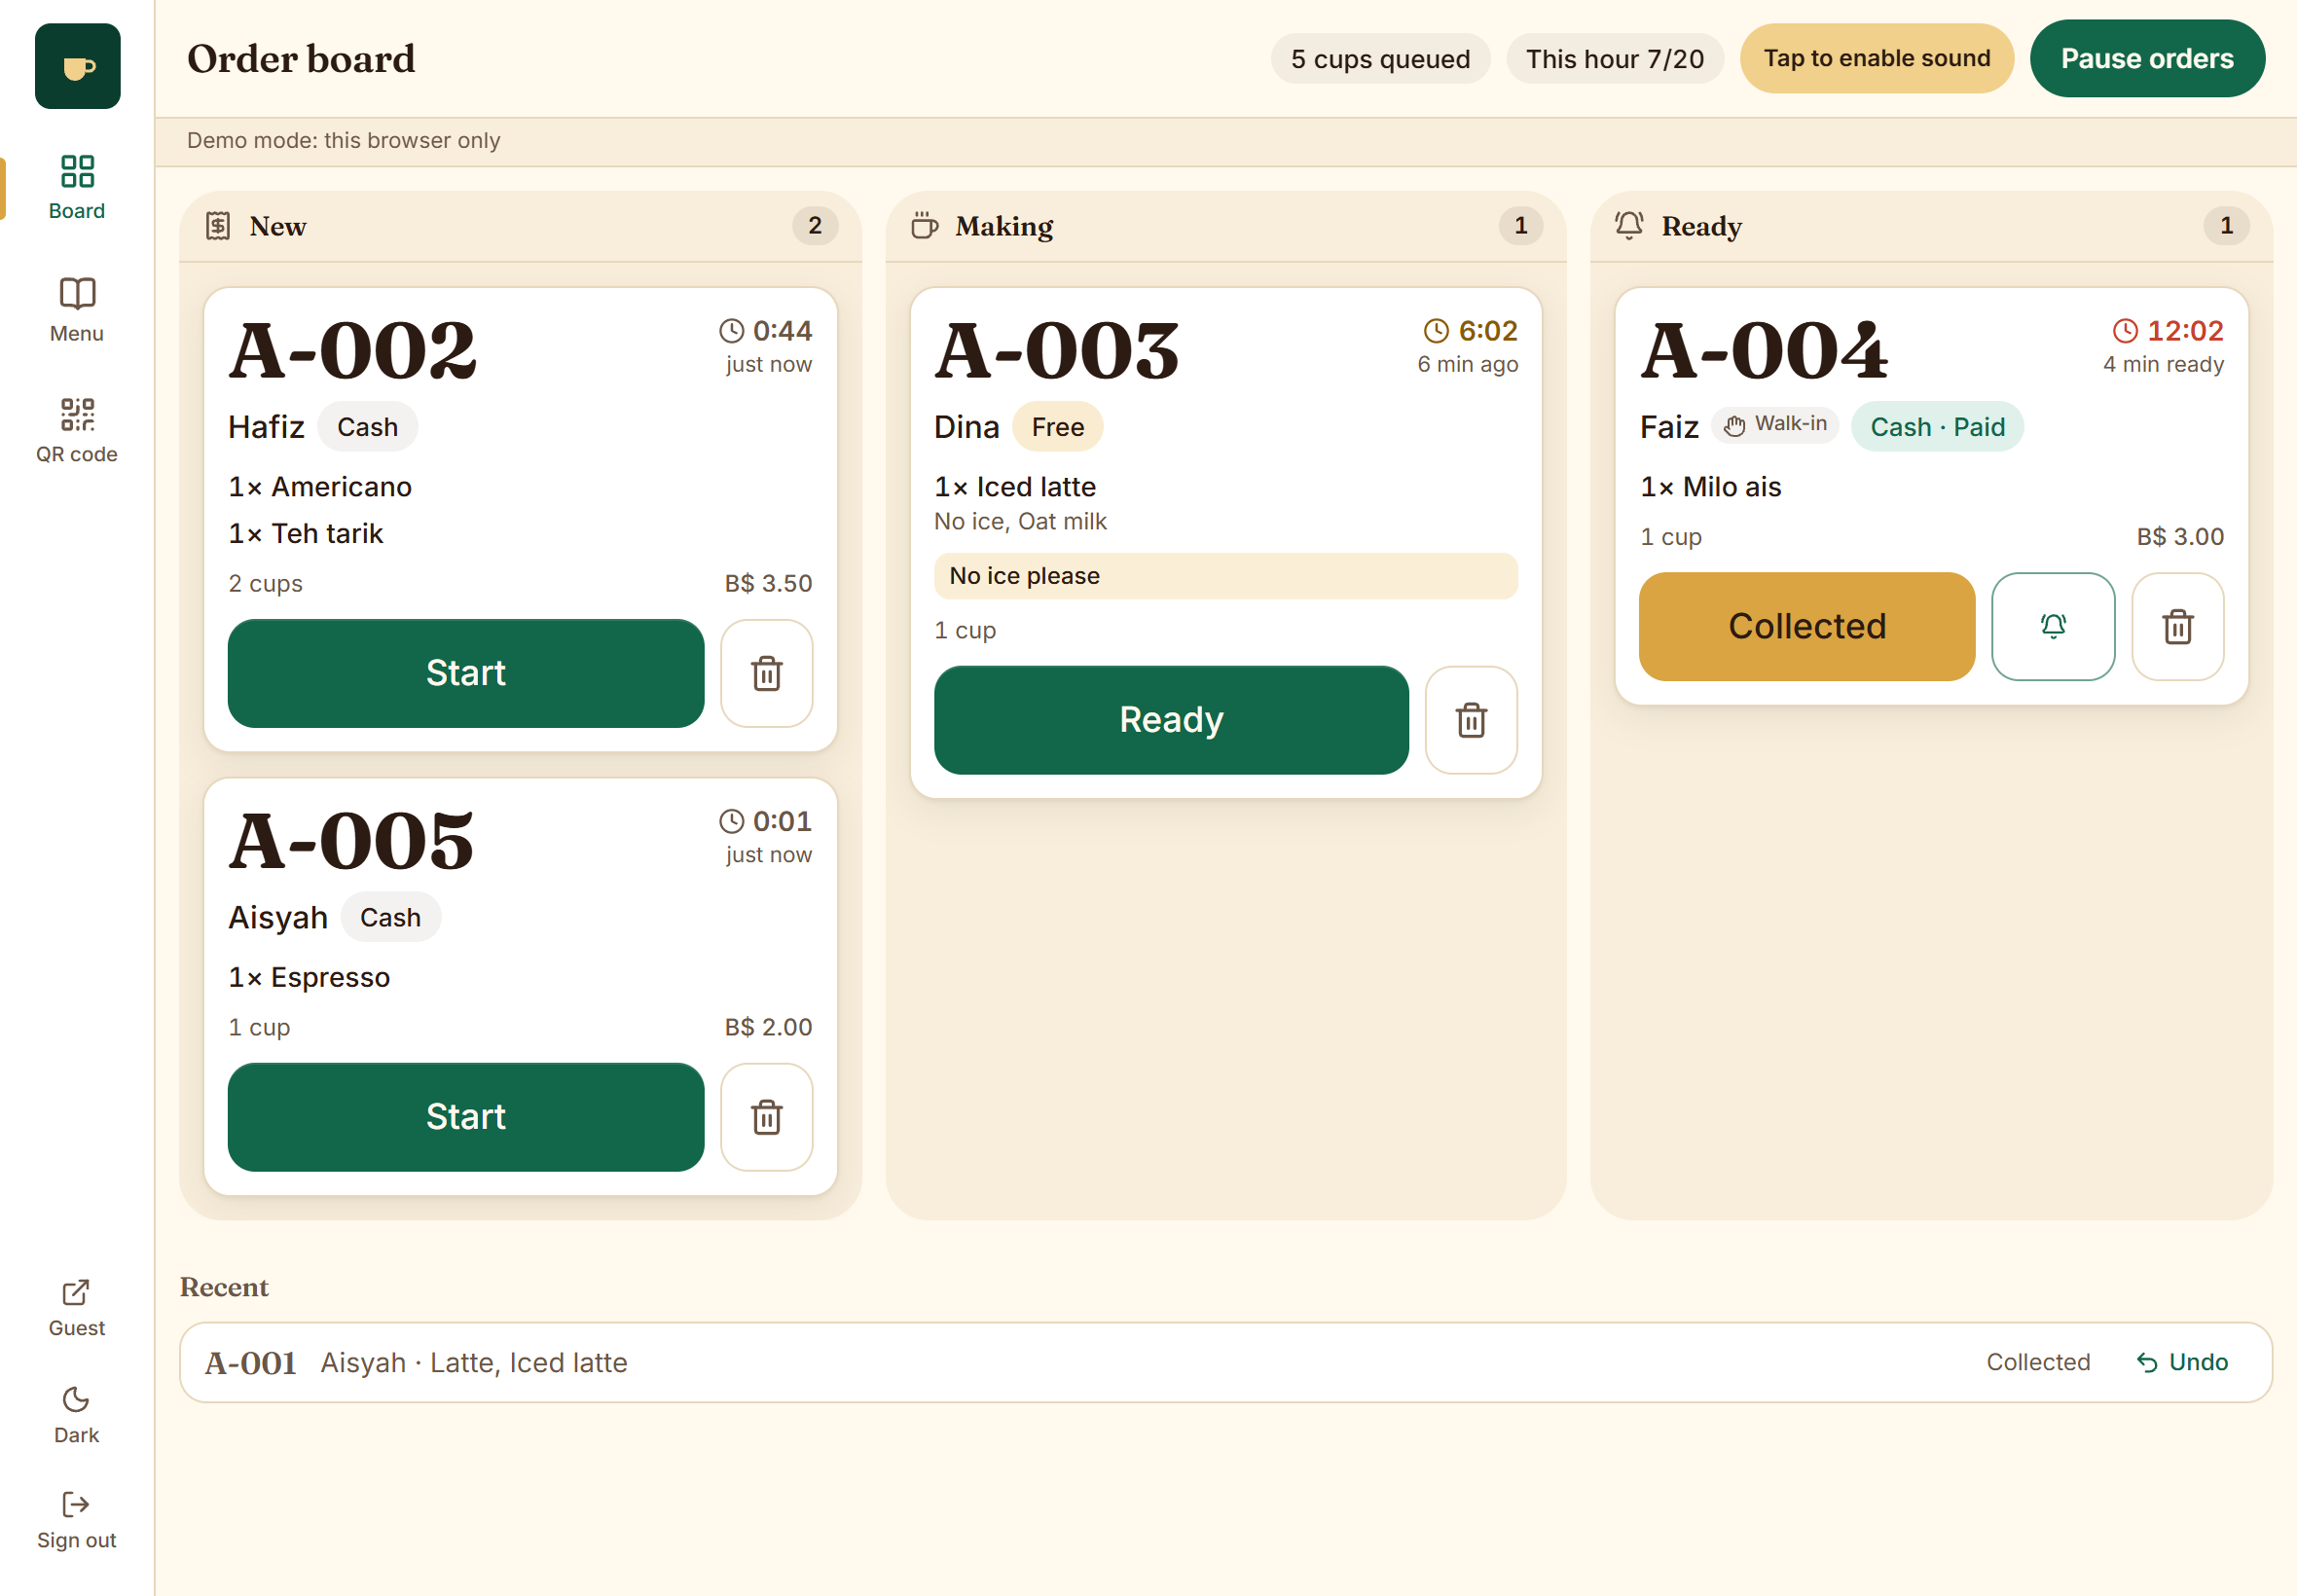 Order board
5 cups queued
This hour 7/20
Tap to enable sound
Pause orders
Demo mode: this browser only
Board
Menu
QR code
Guest
Dark
Sign out
New
2
A-002
0:44
just now
Hafiz
Cash
1× Americano
1× Teh tarik
2 cups
B$ 3.50
Start
A-005
0:01
just now
Aisyah
Cash
1× Espresso
1 cup
B$ 2.00
Start
Making
1
A-003
6:02
6 min ago
Dina
Free
1× Iced latte
No ice, Oat milk
No ice please
1 cup
Ready
Ready
1
A-004
12:02
4 min ready
Faiz
Walk-in
Cash · Paid
1× Milo ais
1 cup
B$ 3.00
Collected
Recent
A-001 Aisyah · Latte, Iced latte
Collected
Undo